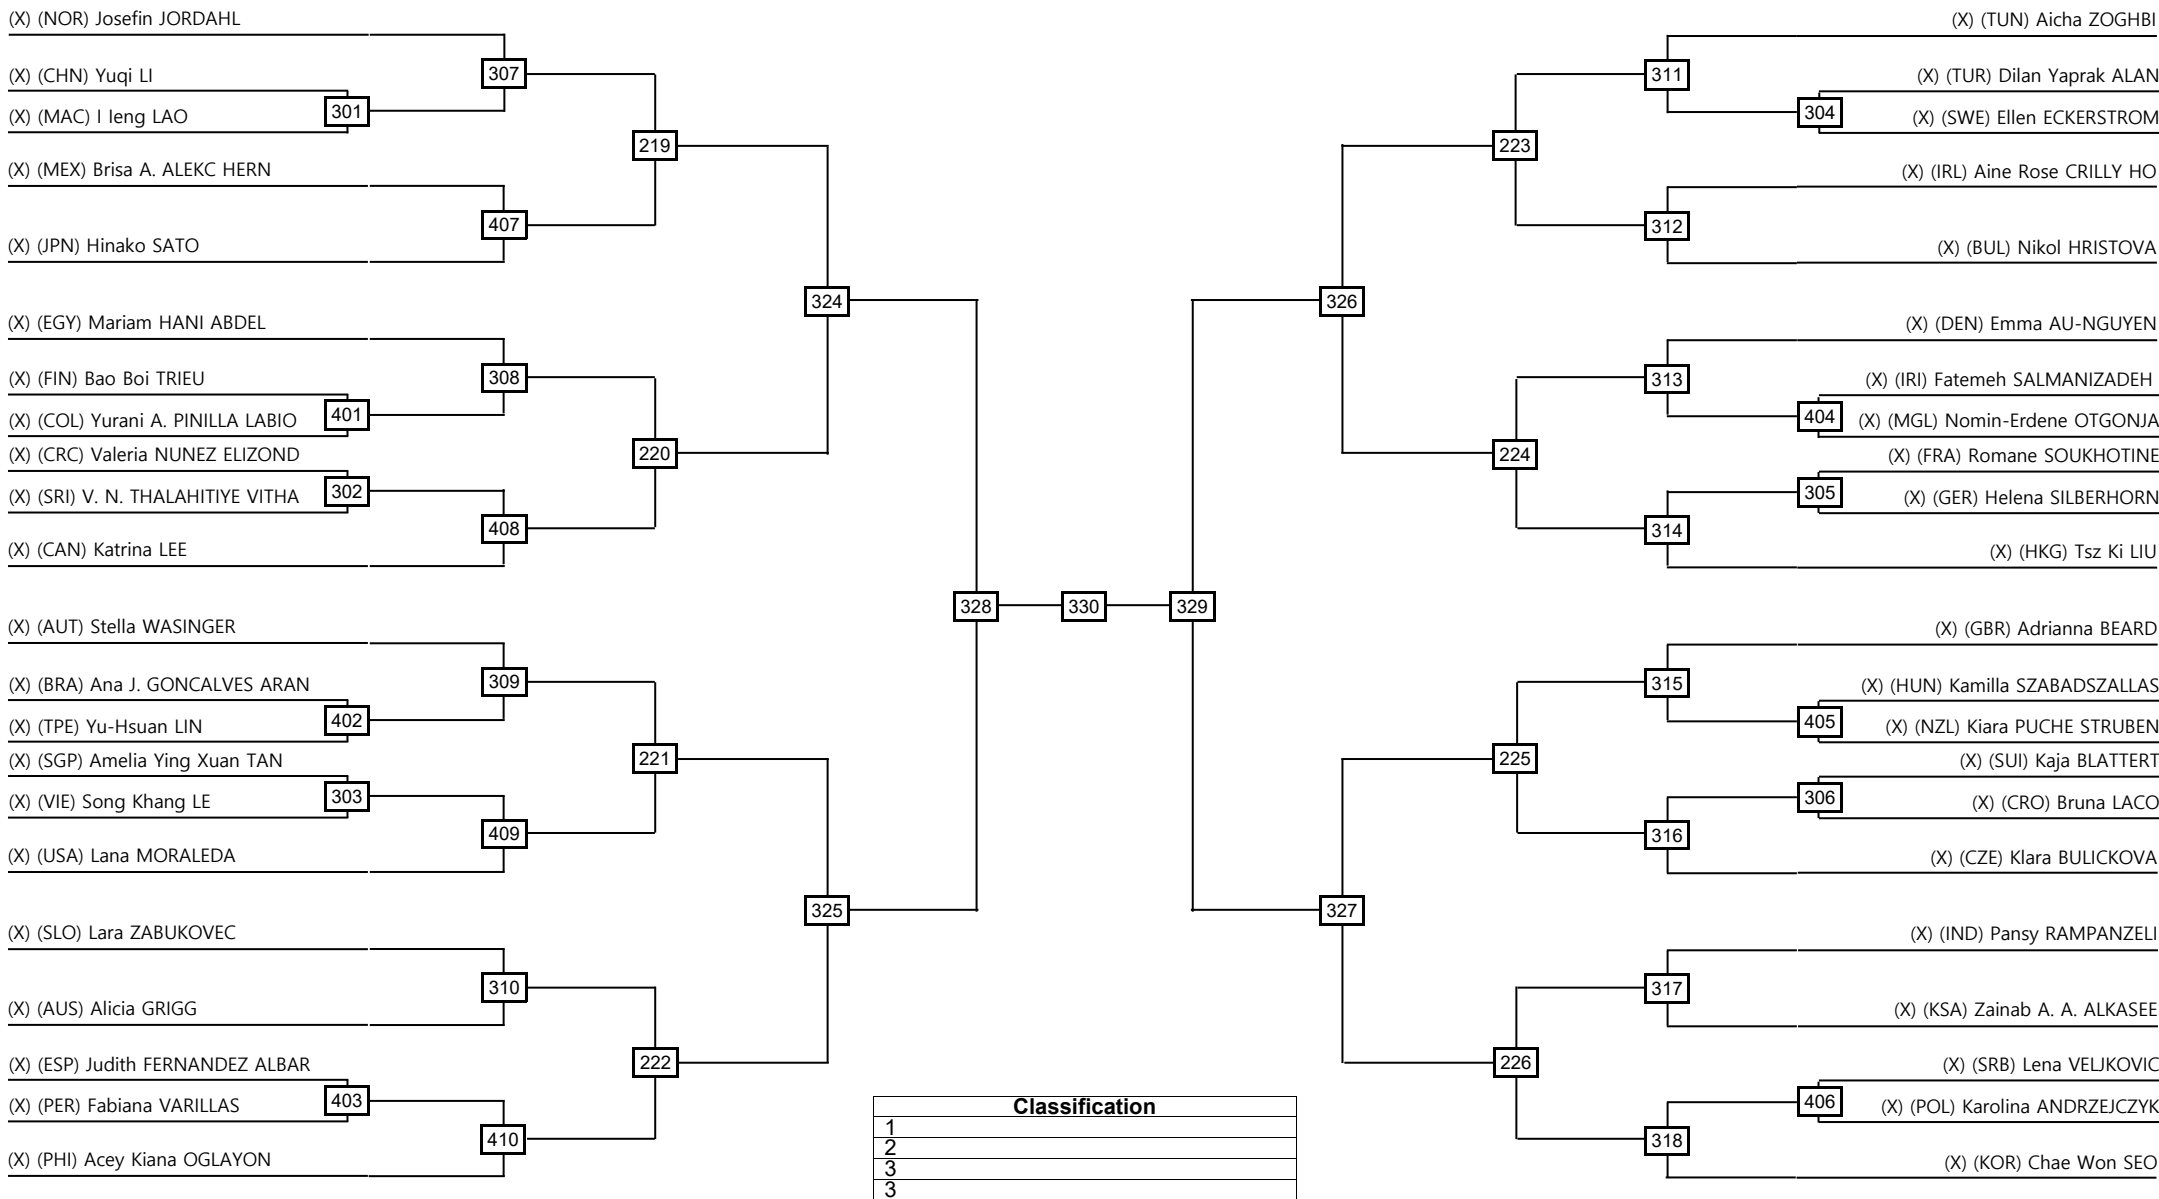 (X) (NOR) Josefin JORDAHL
(X) (CHN) Yuqi LI
(X) (MAC) I Ieng LAO
(X) (MEX) Brisa A. ALEKC HERN
(X) (JPN) Hinako SATO
(X) (EGY) Mariam HANI ABDEL
(X) (FIN) Bao Boi TRIEU
(X) (COL) Yurani A. PINILLA LABIO
(X) (CRC) Valeria NUNEZ ELIZOND
(X) (SRI) V. N. THALAHITIYE VITHA
(X) (CAN) Katrina LEE
(X) (AUT) Stella WASINGER
(X) (BRA) Ana J. GONCALVES ARAN
(X) (TPE) Yu-Hsuan LIN
(X) (SGP) Amelia Ying Xuan TAN
(X) (VIE) Song Khang LE
(X) (USA) Lana MORALEDA
(X) (SLO) Lara ZABUKOVEC
(X) (AUS) Alicia GRIGG
(X) (ESP) Judith FERNANDEZ ALBAR
(X) (PER) Fabiana VARILLAS
(X) (PHI) Acey Kiana OGLAYON
301
401
302
402
303
403
307
407
308
408
309
409
310
410
219
220
221
222
324
325
328
330
329
326
327
223
224
225
226
311
312
313
314
315
316
317
318
304
404
305
405
306
406
(X) (TUN) Aicha ZOGHBI
(X) (TUR) Dilan Yaprak ALAN
(X) (SWE) Ellen ECKERSTROM
(X) (IRL) Aine Rose CRILLY HO
(X) (BUL) Nikol HRISTOVA
(X) (DEN) Emma AU-NGUYEN
(X) (IRI) Fatemeh SALMANIZADEH
(X) (MGL) Nomin-Erdene OTGONJA
(X) (FRA) Romane SOUKHOTINE
(X) (GER) Helena SILBERHORN
(X) (HKG) Tsz Ki LIU
(X) (GBR) Adrianna BEARD
(X) (HUN) Kamilla SZABADSZALLAS
(X) (NZL) Kiara PUCHE STRUBEN
(X) (SUI) Kaja BLATTERT
(X) (CRO) Bruna LACO
(X) (CZE) Klara BULICKOVA
(X) (IND) Pansy RAMPANZELI
(X) (KSA) Zainab A. A. ALKASEE
(X) (SRB) Lena VELJKOVIC
(X) (POL) Karolina ANDRZEJCZYK
(X) (KOR) Chae Won SEO
Classification
1
2
3
3